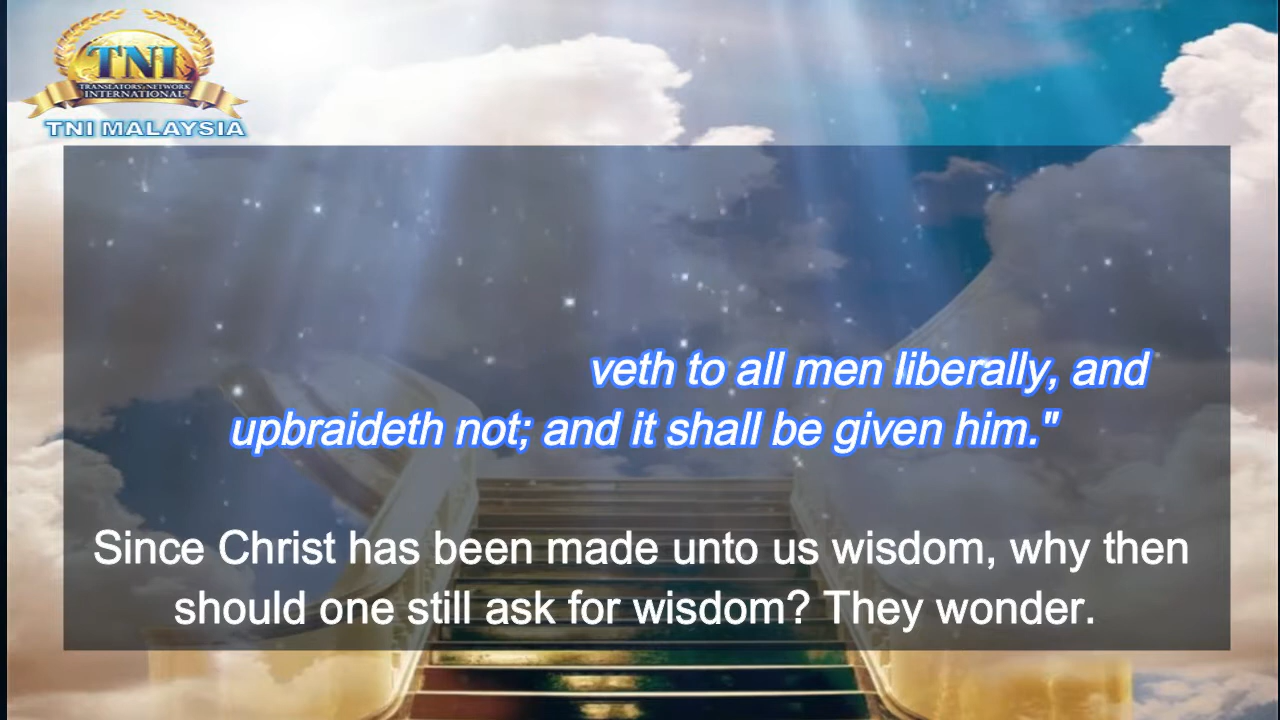 TNI
TRANSLATORS NETWORK
INTERNATIONAL
TNI MALAYSIA
veth to all men liberally, and
upbraideth not; and it shall be given him."
Since Christ has been made unto us wisdom, why then
should one still ask for wisdom? They wonder.